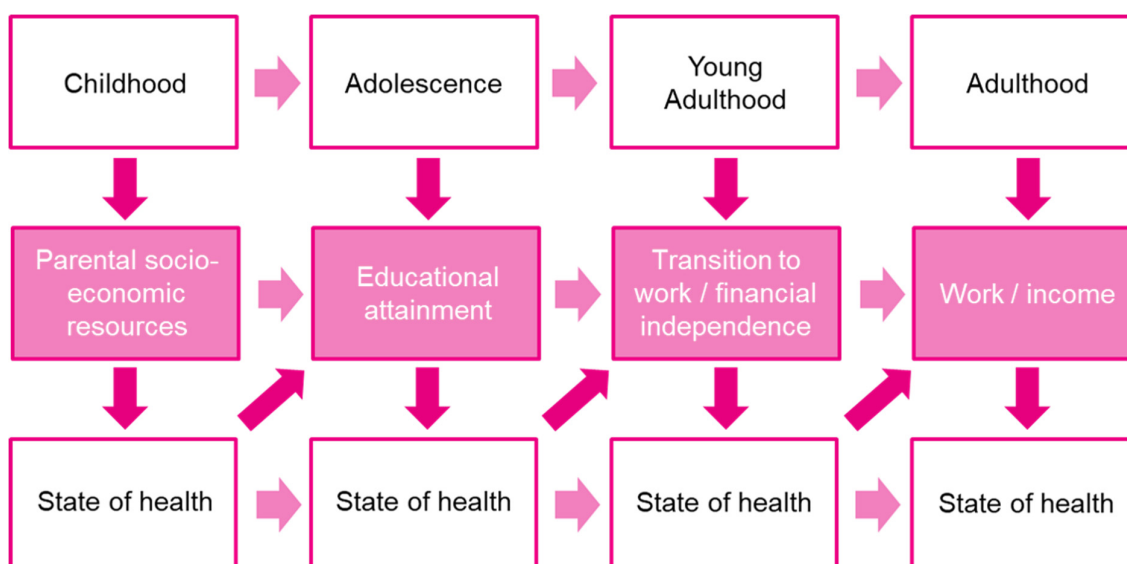 Childhood
Adolescence
Young
Adulthood
Adulthood
Parental socio-
economic
resources
Educational
attainment
Transition to
work / financial
independence
Work / income
State of health
State of health
State of health
State of health